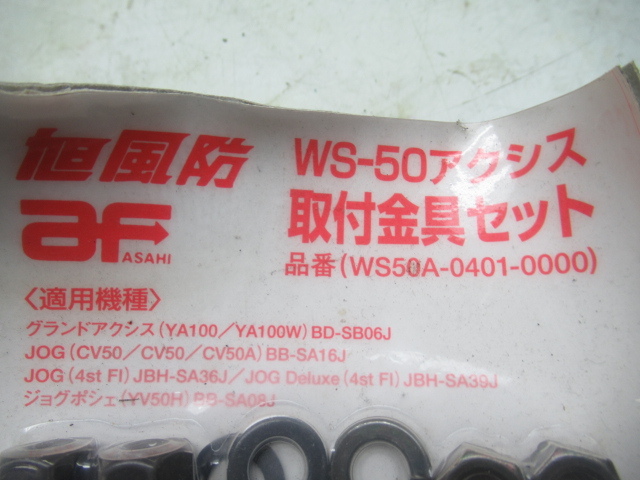 旭風防
af ASAHI
WS-50アクシス
取付金具セット
品番(WS50A-0401-0000)
〈適用機種〉
グランドアクシス(YA100/YA100W)BD-SB06J
JOG(CV50/CV50/CV50A)BB-SA16J
JOG(4st FI)JBH-SA36J/JOG Deluxe(4st FI)JBH-SA39J
ジョグポシェ(YV50H)BB-SA08J